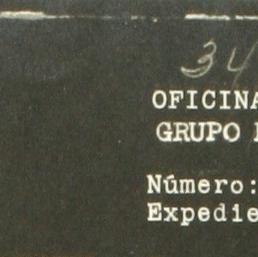 34
OFICINA
GRUPO
Número:
Expedie